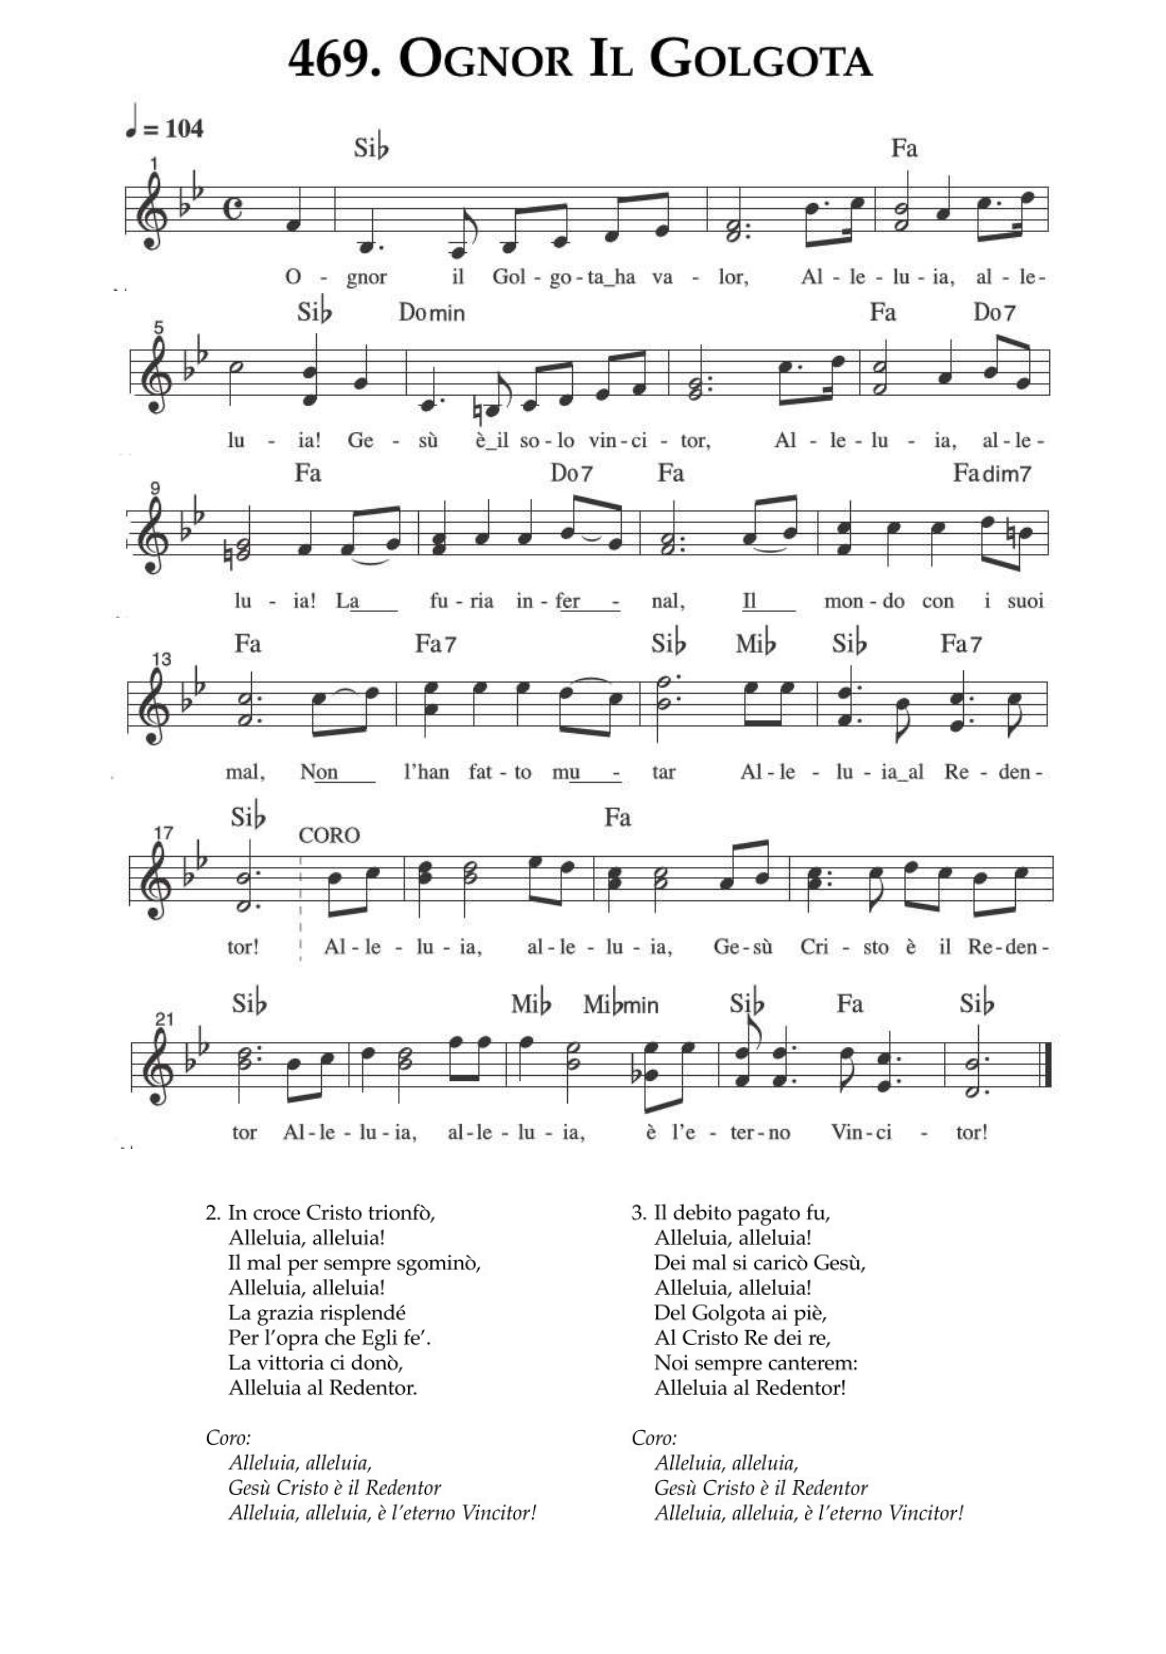 469. Ognor Il Golgota
= 104
Si♭ Fa
1
O - gnor il Gol - go - ta_ha va - lor, Al - le - lu - ia, al - le -
Si♭ Domin Fa Do7
5
lu - ia! Ge - sù è_il so - lo vin - ci - tor, Al - le - lu - ia, al - le -
Fa Do7 Fa Fadim7
9
lu - ia! La___ fu - ria in - fer - nal, Il___ mon - do con i suoi
Fa Fa7 Si♭ Mi♭ Si♭ Fa7
13
mal, Non___ l'han fat - to mu - tar Al - le - lu - ia_al Re - den -
Si♭ Fa
17 CORO
tor! Al - le - lu - ia, al - le - lu - ia, Ge - sù Cri - sto è il Re - den -
Si♭ Mi♭ Mi♭min Si♭ Fa Si♭
21
tor Al - le - lu - ia, al - le - lu - ia, è l'e - ter - no Vin - ci - tor!
2. In croce Cristo trionfò,
Alleluia, alleluia!
Il mal per sempre sgominò,
Alleluia, alleluia!
La grazia risplendé
Per l'opra che Egli fe'.
La vittoria ci donò,
Alleluia al Redentor.
Coro:
Alleluia, alleluia,
Gesù Cristo è il Redentor
Alleluia, alleluia, è l'eterno Vincitor!
3. Il debito pagato fu,
Alleluia, alleluia!
Dei mal si caricò Gesù,
Alleluia, alleluia!
Del Golgota ai piè,
Al Cristo Re dei re,
Noi sempre canterem:
Alleluia al Redentor!
Coro:
Alleluia, alleluia,
Gesù Cristo è il Redentor
Alleluia, alleluia, è l'eterno Vincitor!